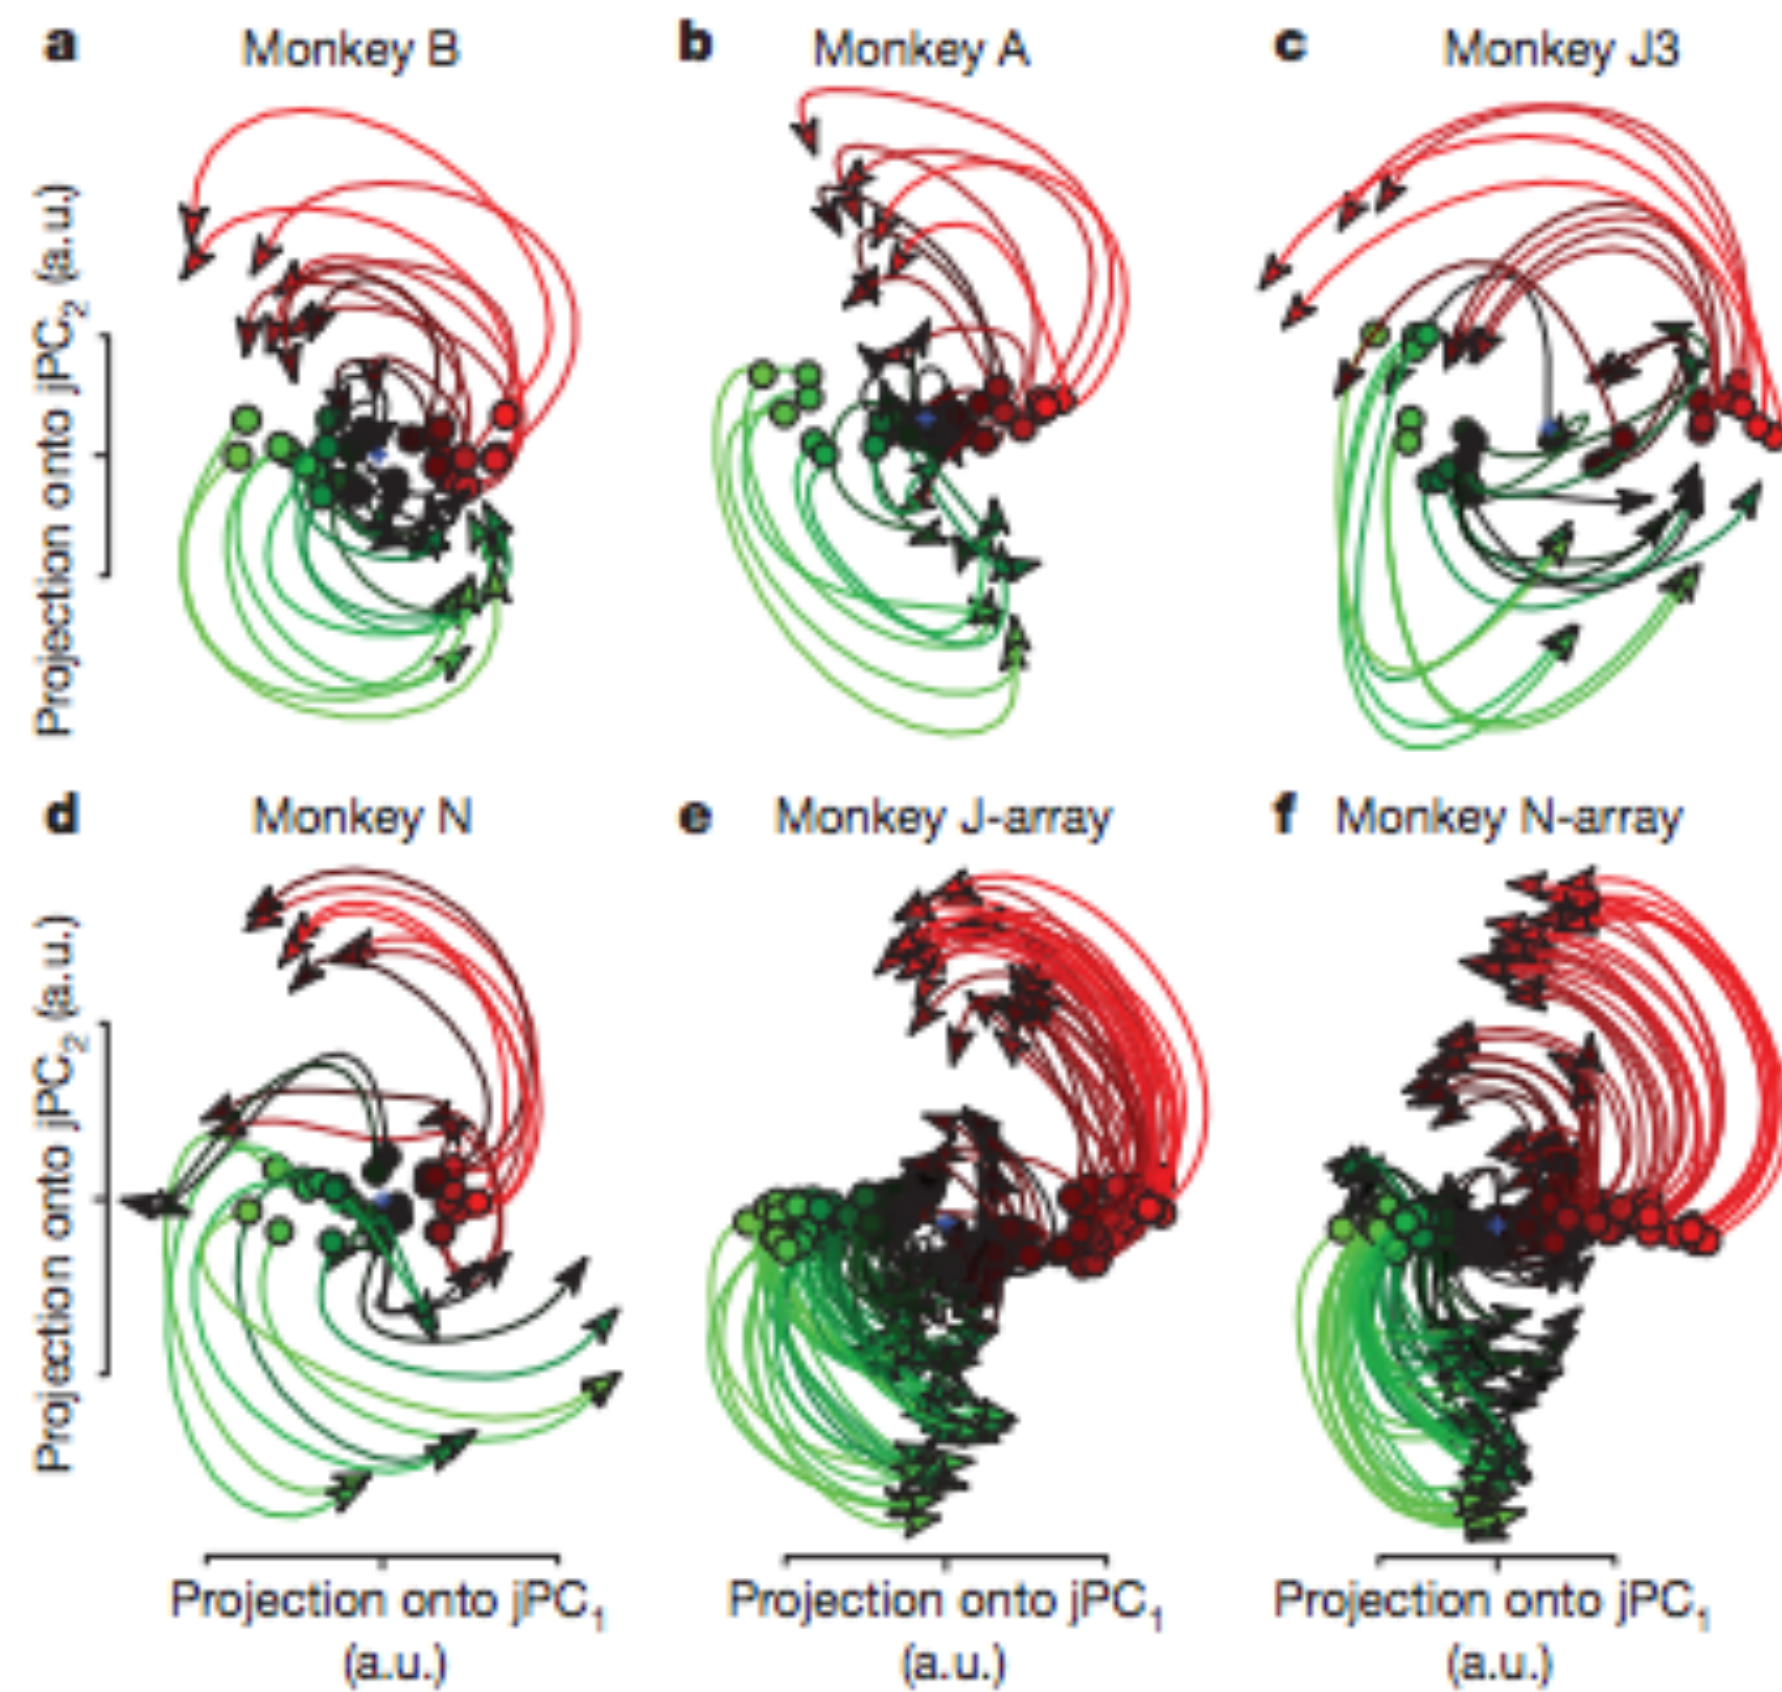 a Monkey B
b Monkey A
c Monkey J3
Projection onto jPC2 (a.u.)
d Monkey N
e Monkey J-array
f Monkey N-array
Projection onto jPC2 (a.u.)
Projection onto jPC1
(a.u.)
Projection onto jPC1
(a.u.)
Projection onto jPC1
(a.u.)